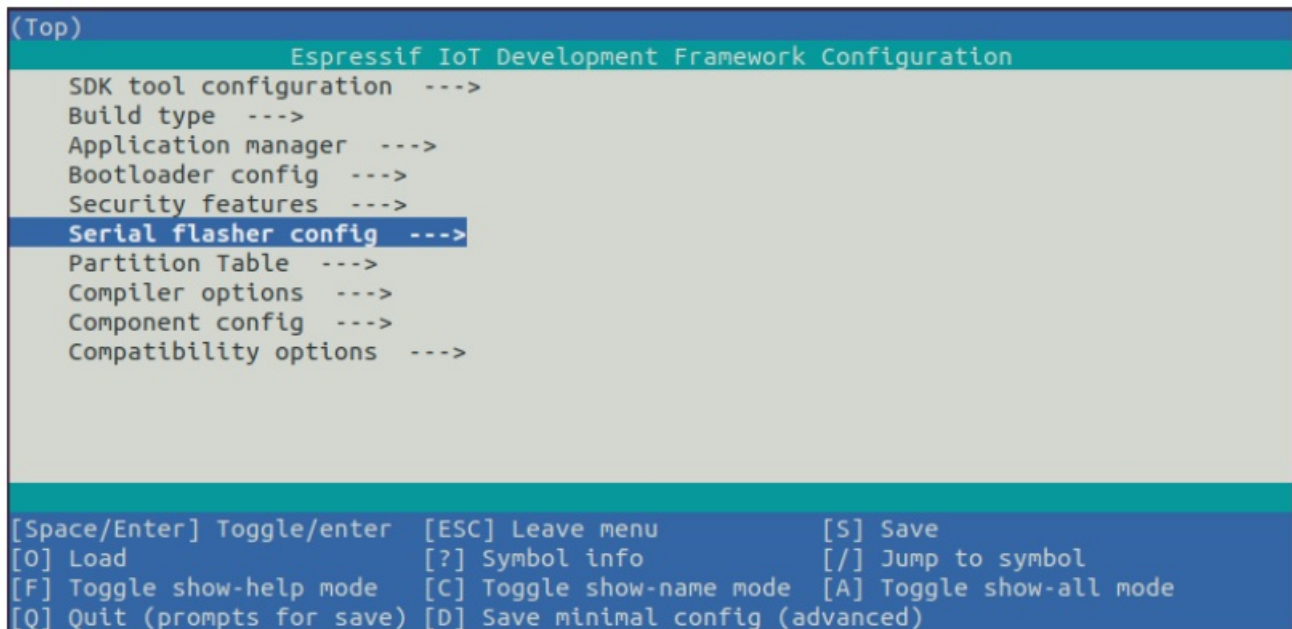 (Top)
Espressif IoT Development Framework Configuration
SDK tool configuration  --->
Build type  --->
Application manager  --->
Bootloader config  --->
Security features  --->
Serial flasher config  --->
Partition Table  --->
Compiler options  --->
Component config  --->
Compatibility options  --->
[Space/Enter] Toggle/enter  [ESC] Leave menu           [S] Save
[O] Load                    [?] Symbol info            [/] Jump to symbol
[F] Toggle show-help mode   [C] Toggle show-name mode  [A] Toggle show-all mode
[Q] Quit (prompts for save) [D] Save minimal config (advanced)